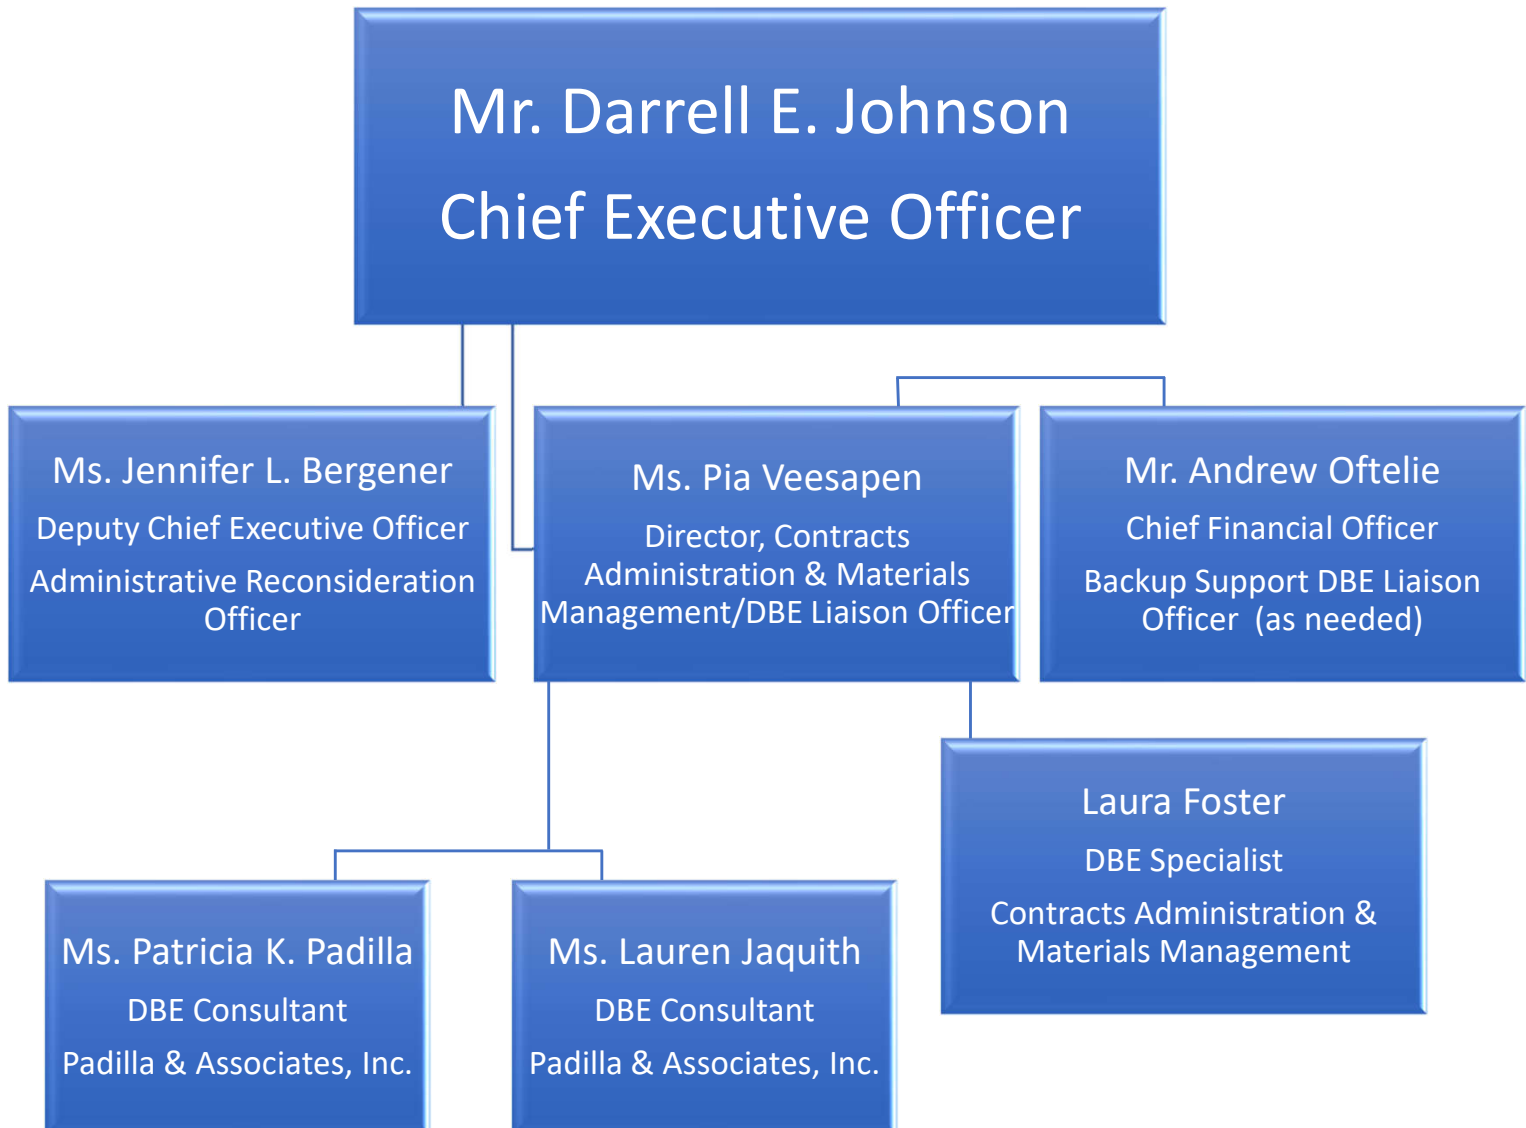 Mr. Darrell E. Johnson
Chief Executive Officer
Ms. Jennifer L. Bergener
Deputy Chief Executive Officer
Administrative Reconsideration
Officer
Ms. Pia Veesapen
Director, Contracts
Administration & Materials
Management/DBE Liaison Officer
Mr. Andrew Oftelie
Chief Financial Officer
Backup Support DBE Liaison
Officer (as needed)
Laura Foster
DBE Specialist
Contracts Administration &
Materials Management
Ms. Patricia K. Padilla
DBE Consultant
Padilla & Associates, Inc.
Ms. Lauren Jaquith
DBE Consultant
Padilla & Associates, Inc.